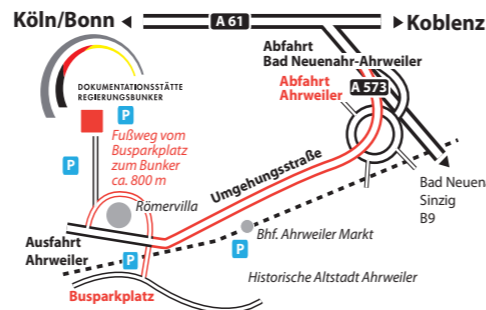 Köln/Bonn
A 61
Koblenz
Abfahrt
Bad Neuenahr-Ahrweiler
Abfahrt
Ahrweiler
A 573
DOKUMENTATIONSSTÄTTE
REGIERUNGSBUNKER
P
Fußweg vom
Busparkplatz
zum Bunker
ca. 800 m
P
Umgehungsstraße
Bad Neuen
Sinzig
B9
Römervilla
Bhf. Ahrweiler Markt
Ausfahrt
Ahrweiler
P
P
Historische Altstadt Ahrweiler
Busparkplatz